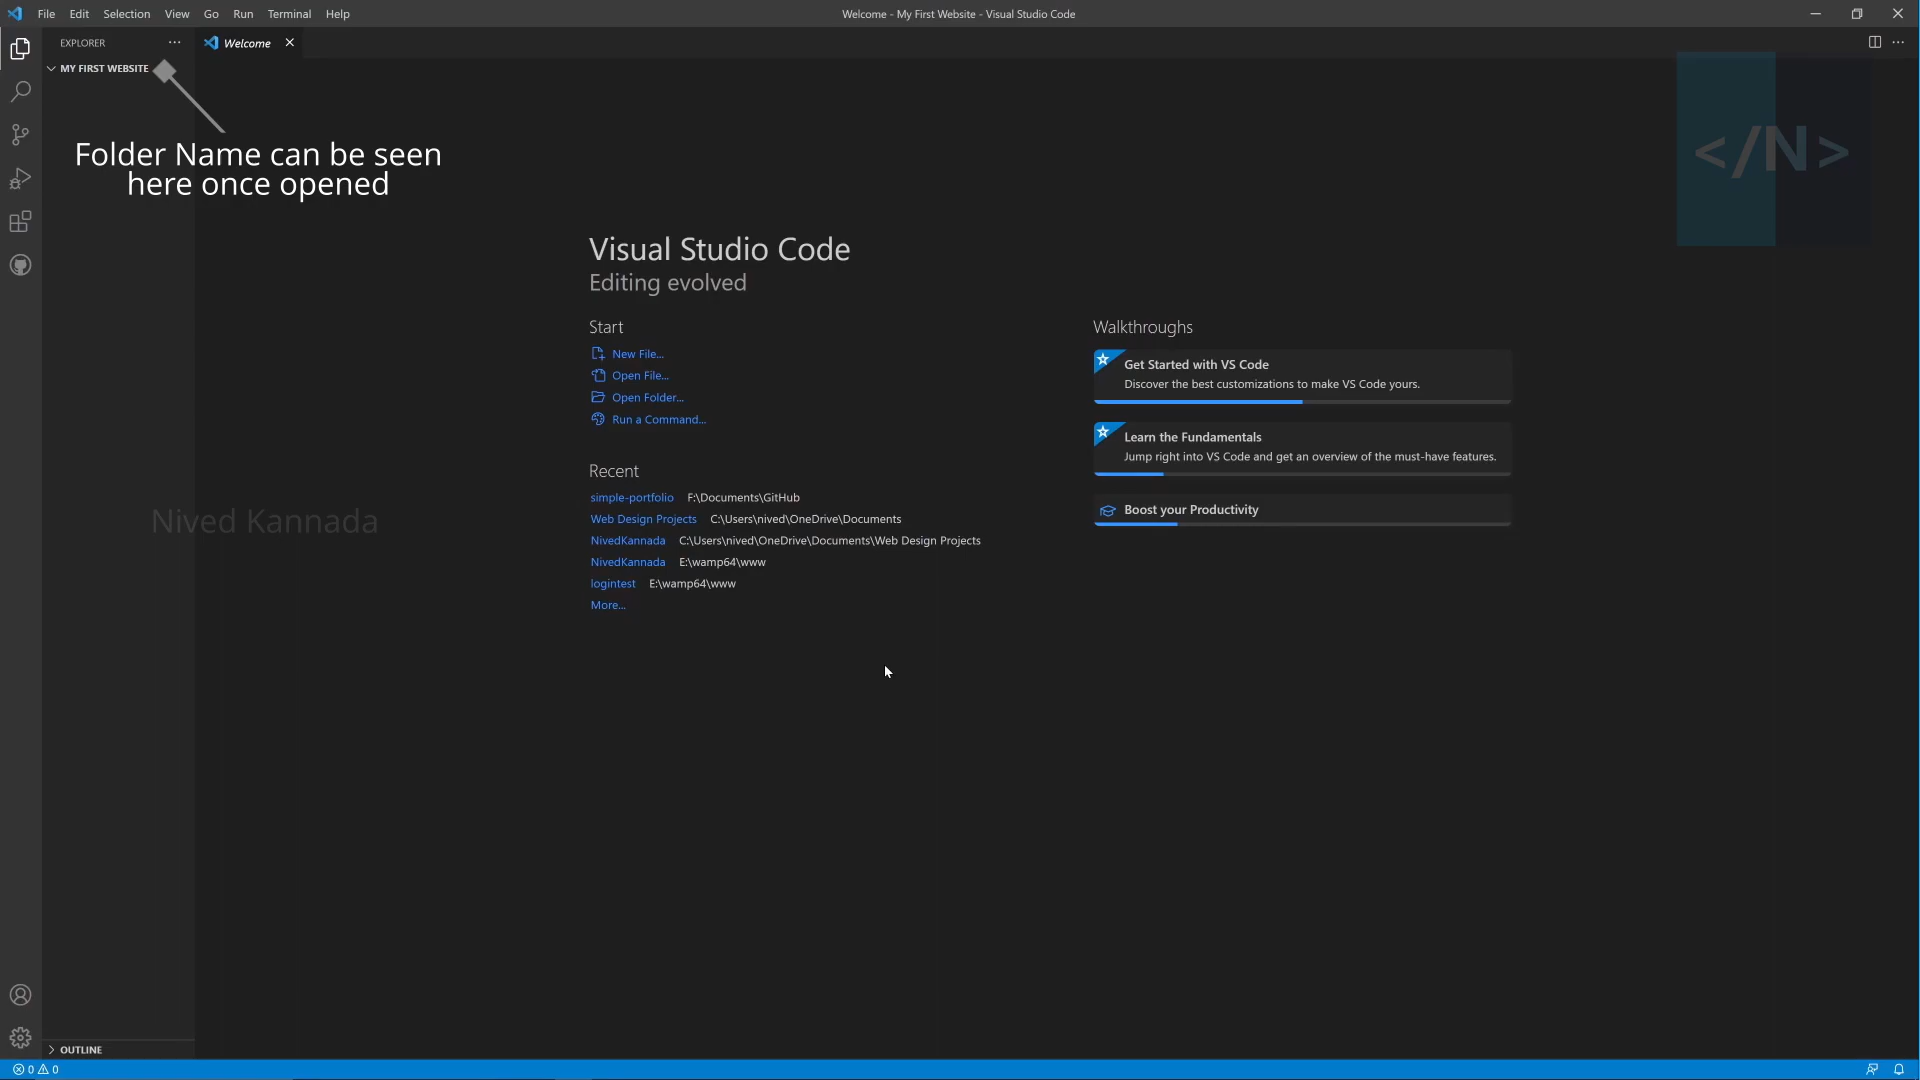 File Edit Selection View Go Run Terminal Help
Welcome - My First Website - Visual Studio Code
EXPLORER
Welcome
MY FIRST WEBSITE
Folder Name can be seen
here once opened
</N>
Visual Studio Code
Editing evolved
Start
New File...
Open File...
Open Folder...
Run a Command...
Recent
simple-portfolio F:\Documents\GitHub
Web Design Projects C:\Users\nived\OneDrive\Documents
NivedKannada C:\Users\nived\OneDrive\Documents\Web Design Projects
NivedKannada E:\wamp64\www
logintest E:\wamp64\www
More...
Walkthroughs
Get Started with VS Code
Discover the best customizations to make VS Code yours.
Learn the Fundamentals
Jump right into VS Code and get an overview of the must-have features.
Boost your Productivity
Nived Kannada
OUTLINE
0 0